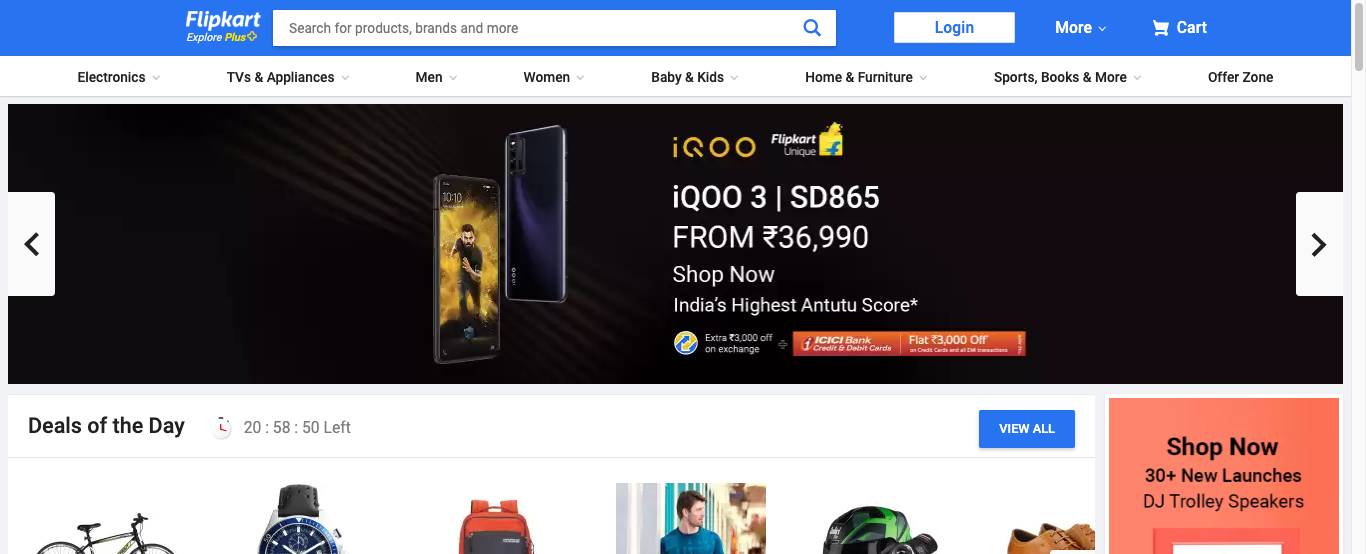 Flipkart
Explore Plus
Search for products, brands and more
Login
More
Cart
Electronics
TVs & Appliances
Men
Women
Baby & Kids
Home & Furniture
Sports, Books & More
Offer Zone
iQOO
Flipkart
Unique
iQOO 3 | SD865
FROM ₹36,990
Shop Now
India's Highest Antutu Score*
Extra ₹3,000 off
on exchange
ICICI Bank
Credit & Debit Cards
Flat ₹3,000 Off
on Credit Cards and all EMI transactions
10:10
iQOO
Deals of the Day
20 : 58 : 50 Left
VIEW ALL
Shop Now
30+ New Launches
DJ Trolley Speakers